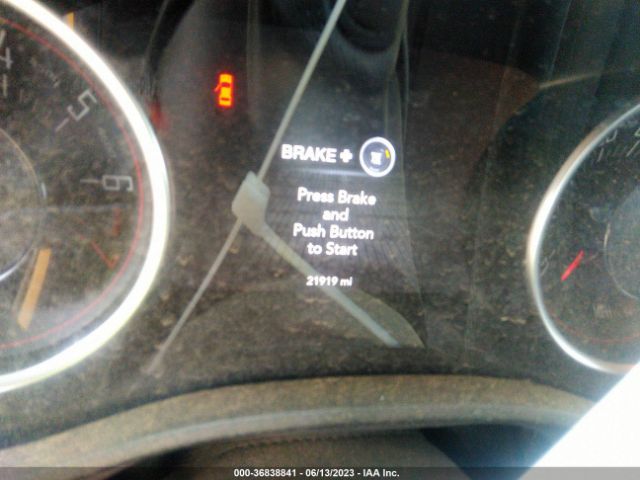 5
6
BRAKE +
Press Brake
and
Push Button
to Start
21919 mi
000-36838841 - 06/13/2023 - IAA Inc.